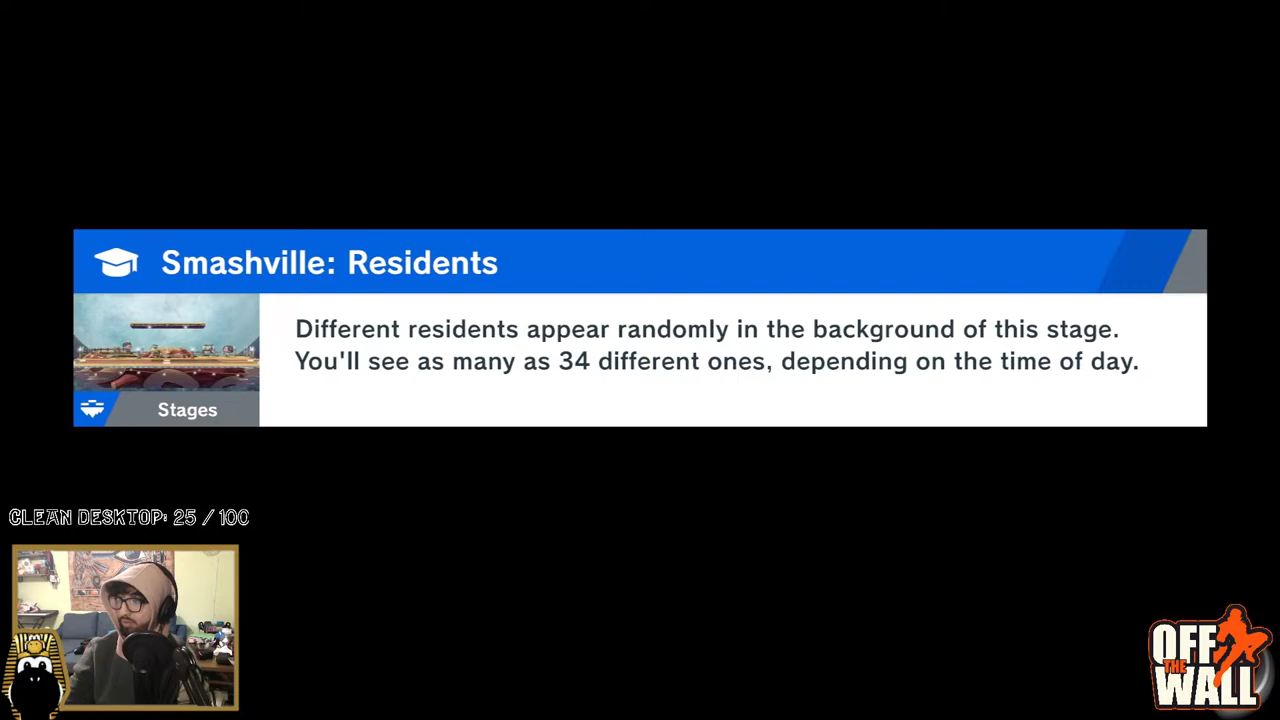 Smashville: Residents
Different residents appear randomly in the background of this stage.
You'll see as many as 34 different ones, depending on the time of day.
Stages
CLEAN DESKTOP: 25 / 100
OFF
THE
WALL